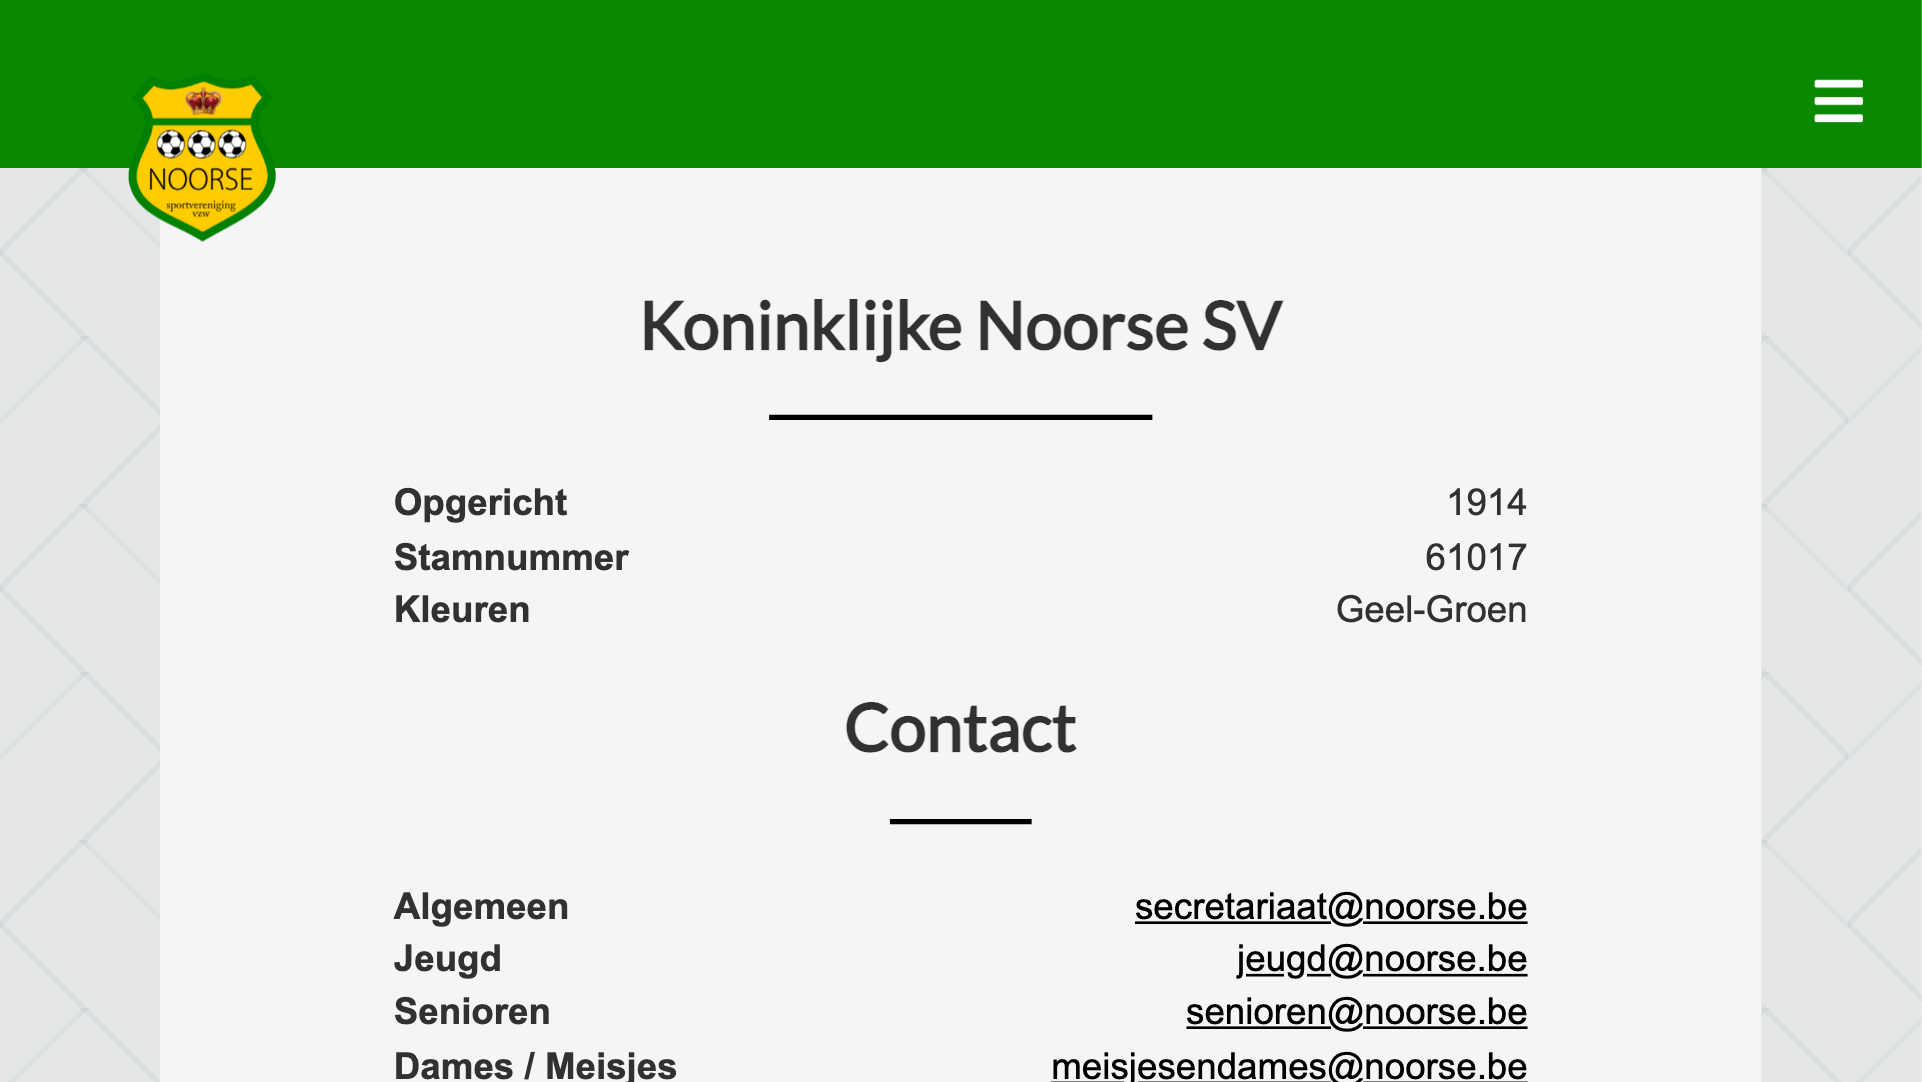 NOORSE
sportvereniging
vzw
Koninklijke Noorse SV
Opgericht 1914
Stamnummer 61017
Kleuren Geel-Groen
Contact
Algemeen secretariaat@noorse.be
Jeugd jeugd@noorse.be
Senioren senioren@noorse.be
Dames / Meisjes meisjesendames@noorse.be